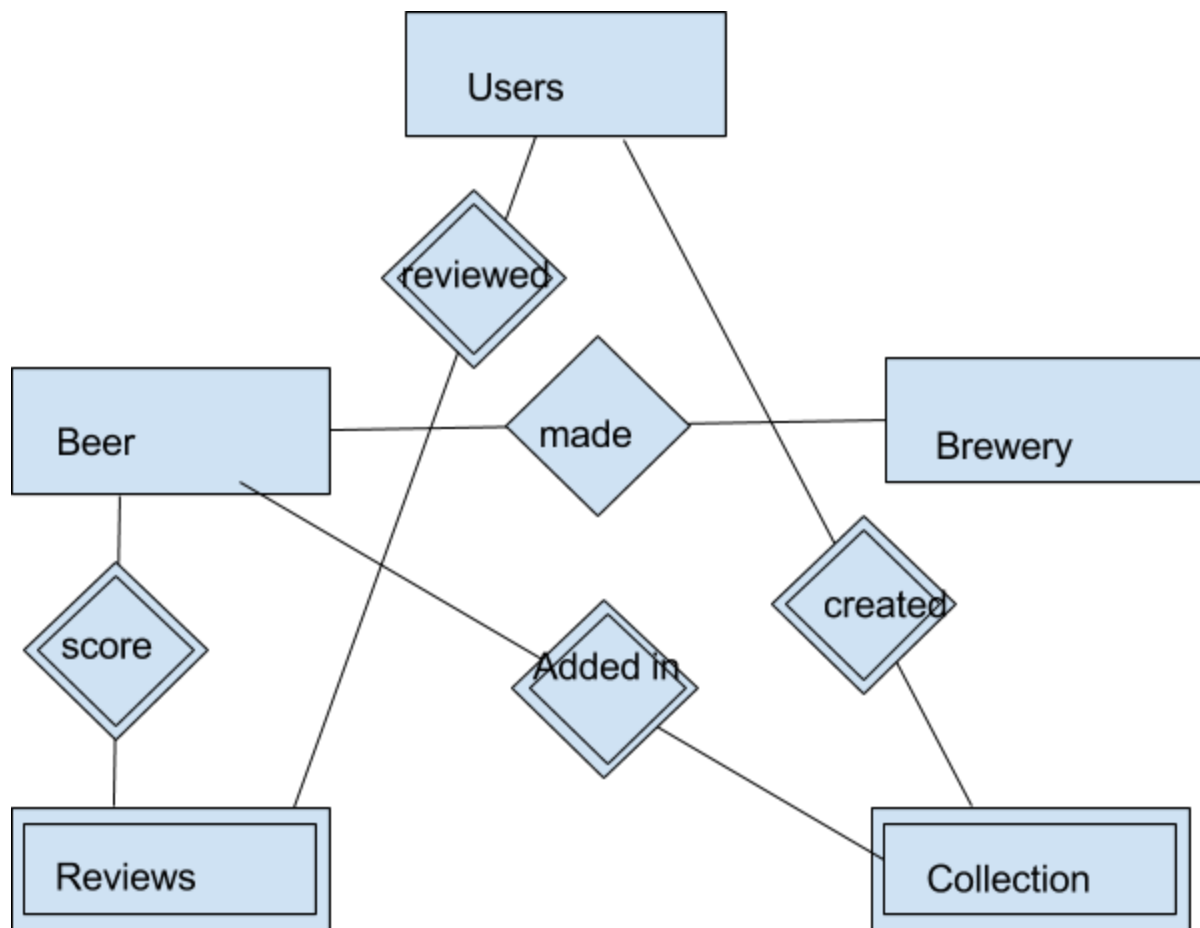 Users
reviewed
Beer
made
Brewery
score
Added in
created
Reviews
Collection